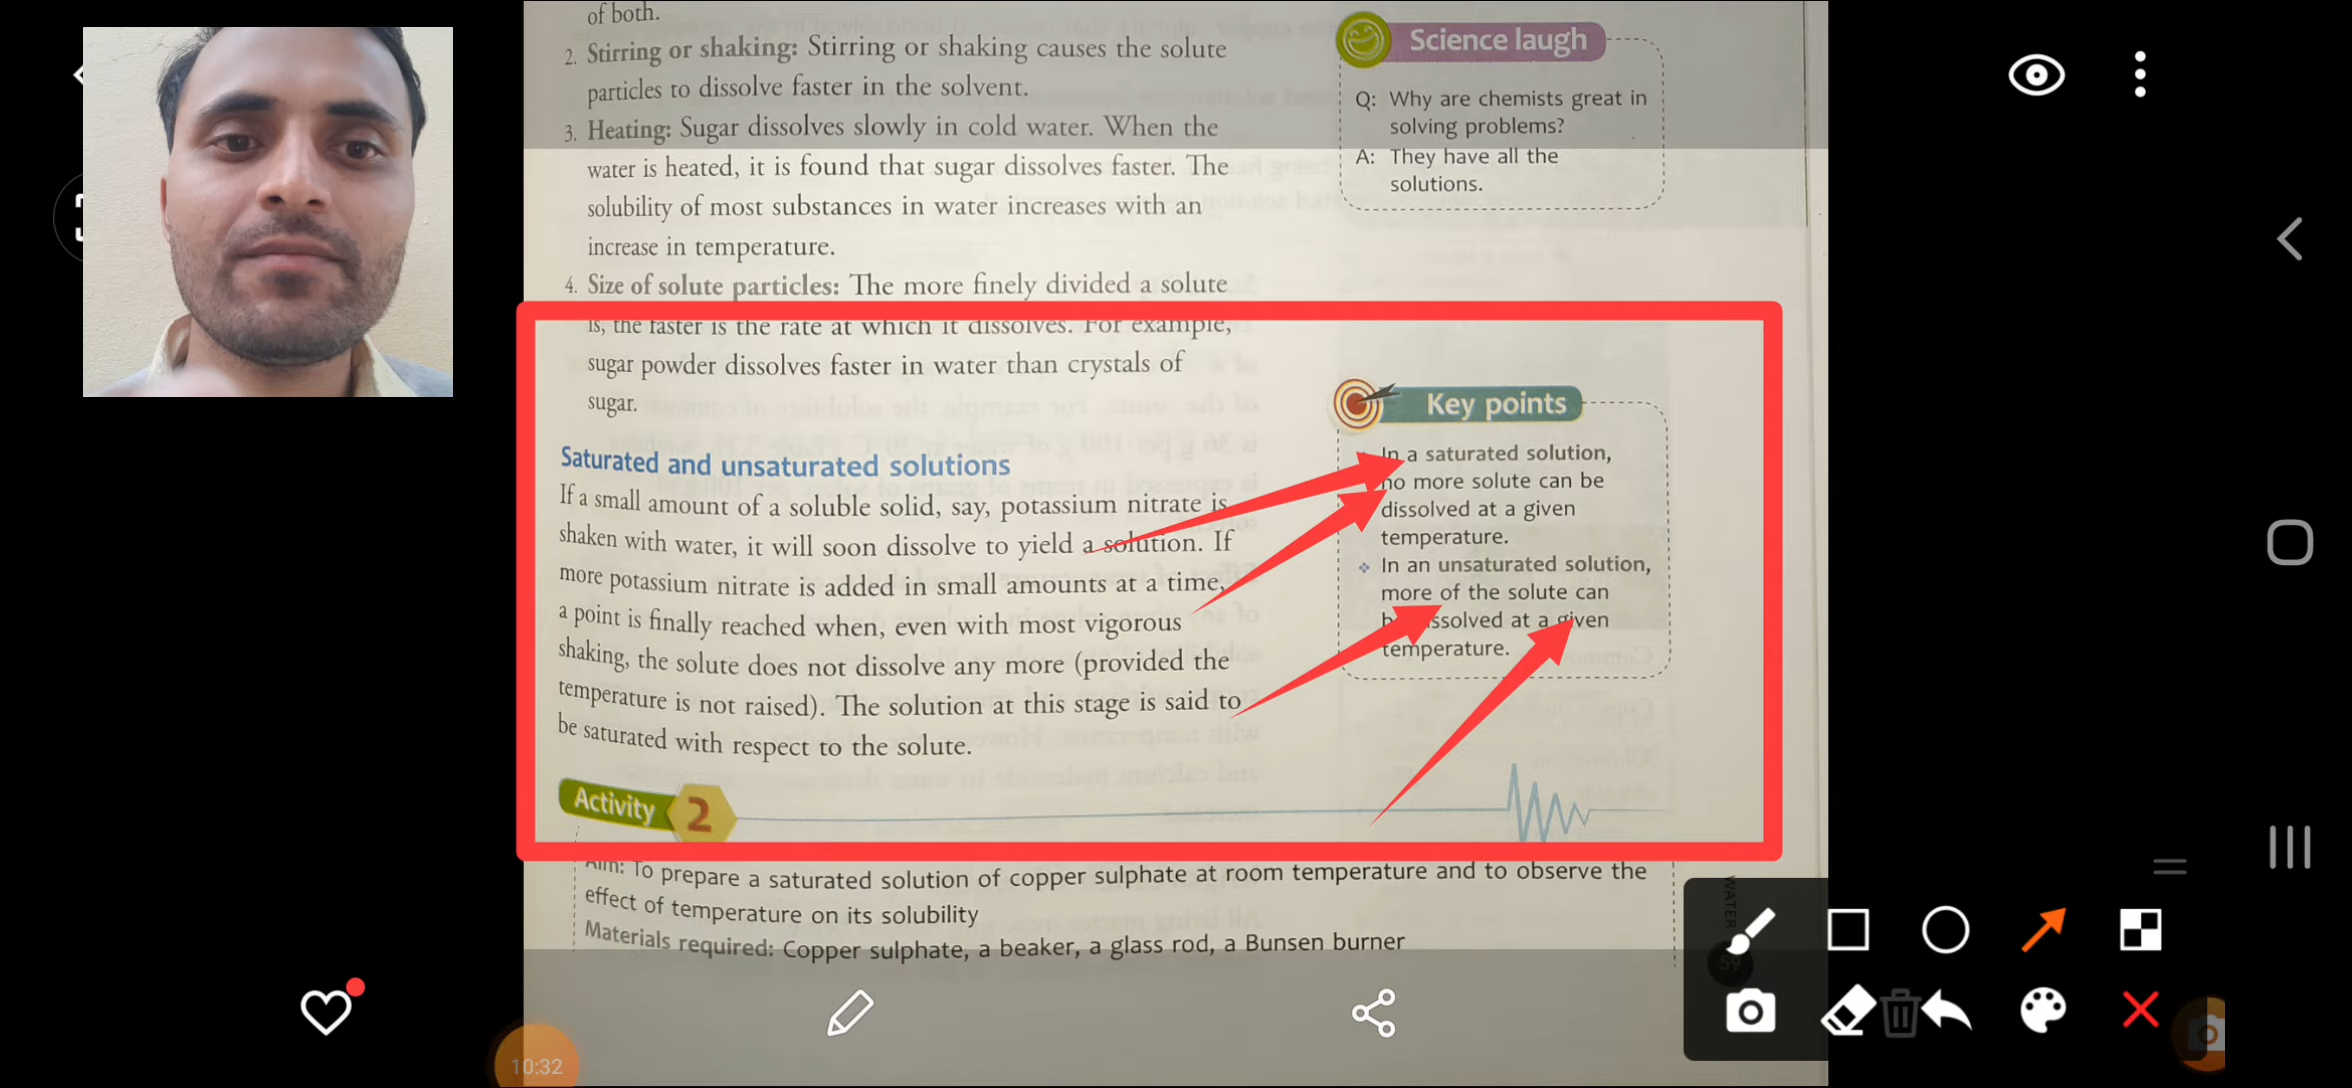 of both.
2. Stirring or shaking: Stirring or shaking causes the solute
particles to dissolve faster in the solvent.
3. Heating: Sugar dissolves slowly in cold water. When the
water is heated, it is found that sugar dissolves faster. The
solubility of most substances in water increases with an
increase in temperature.
4. Size of solute particles: The more finely divided a solute
is, the faster is the rate at which it dissolves. For example,
sugar powder dissolves faster in water than crystals of
sugar.
Saturated and unsaturated solutions
If a small amount of a soluble solid, say, potassium nitrate is
shaken with water, it will soon dissolve to yield a solution. If
more potassium nitrate is added in small amounts at a time,
a point is finally reached when, even with most vigorous
shaking, the solute does not dissolve any more (provided the
temperature is not raised). The solution at this stage is said to
be saturated with respect to the solute.
Science laugh
Q: Why are chemists great in
solving problems?
A: They have all the
solutions.
Key points
In a saturated solution,
no more solute can be
dissolved at a given
temperature.
❖ In an unsaturated solution,
more of the solute can
dissolved at a given
temperature.
Activity 2
Aim: To prepare a saturated solution of copper sulphate at room temperature and to observe the
effect of temperature on its solubility
Materials required: Copper sulphate, a beaker, a glass rod, a Bunsen burner
WATER
10:32